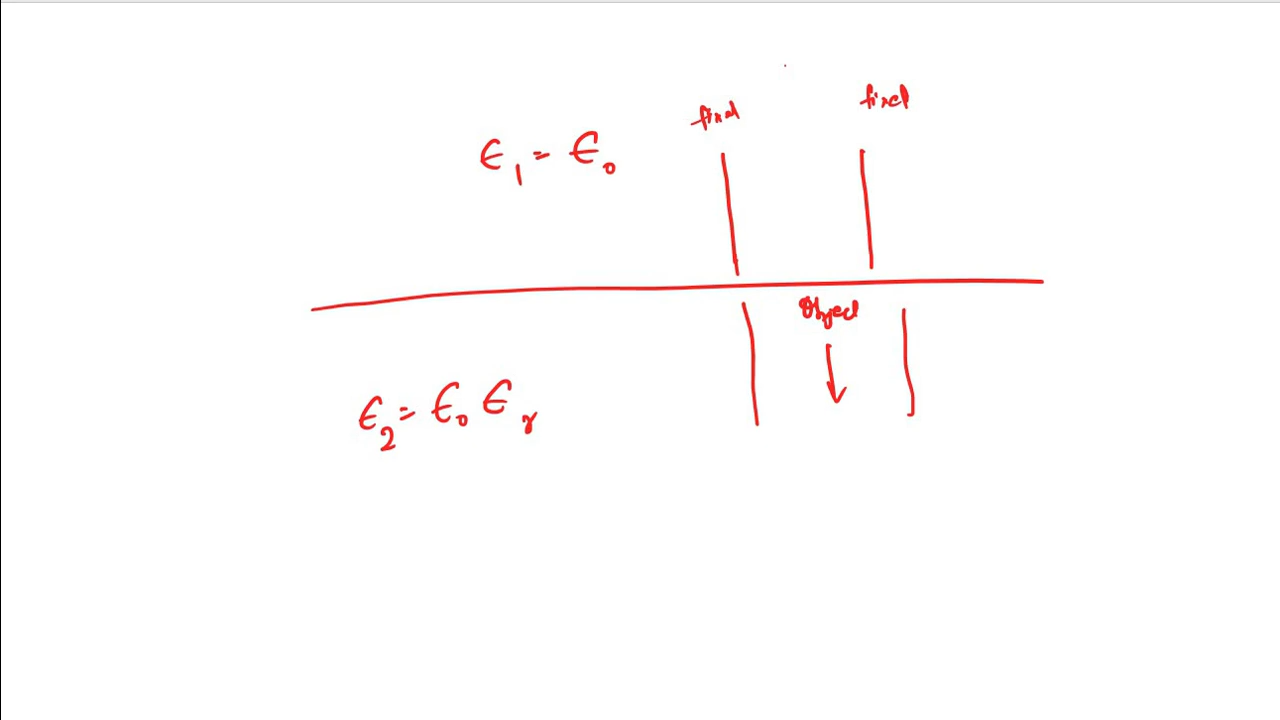 fixed
fixed
ϵ₁ = ϵ₀
Object
ϵ₂ = ϵ₀ ϵᵣ